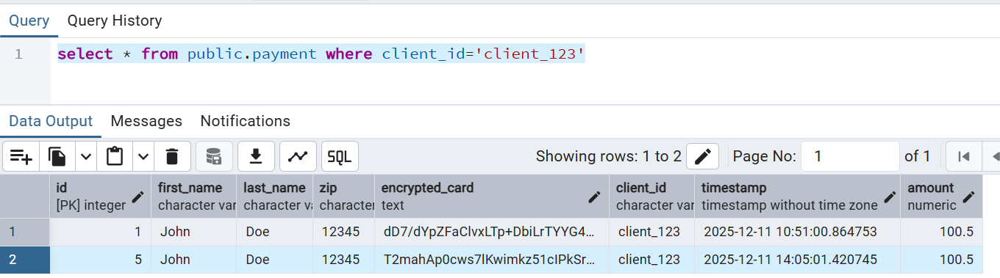 Query Query History
1 select * from public.payment where client_id='client_123'
Data Output Messages Notifications
SQL Showing rows: 1 to 2 Page No: 1 of 1
id first_name last_name zip encrypted_card client_id timestamp amount
[PK] integer character var character va character text character var timestamp without time zone numeric
1 1 John Doe 12345 dD7/dYpZFaClvxLTp+DbiLrTYYG4... client_123 2025-12-11 10:51:00.864753 100.5
2 5 John Doe 12345 T2mahAp0cws7lKwimkz51cIPkSr... client_123 2025-12-11 14:05:01.420745 100.5